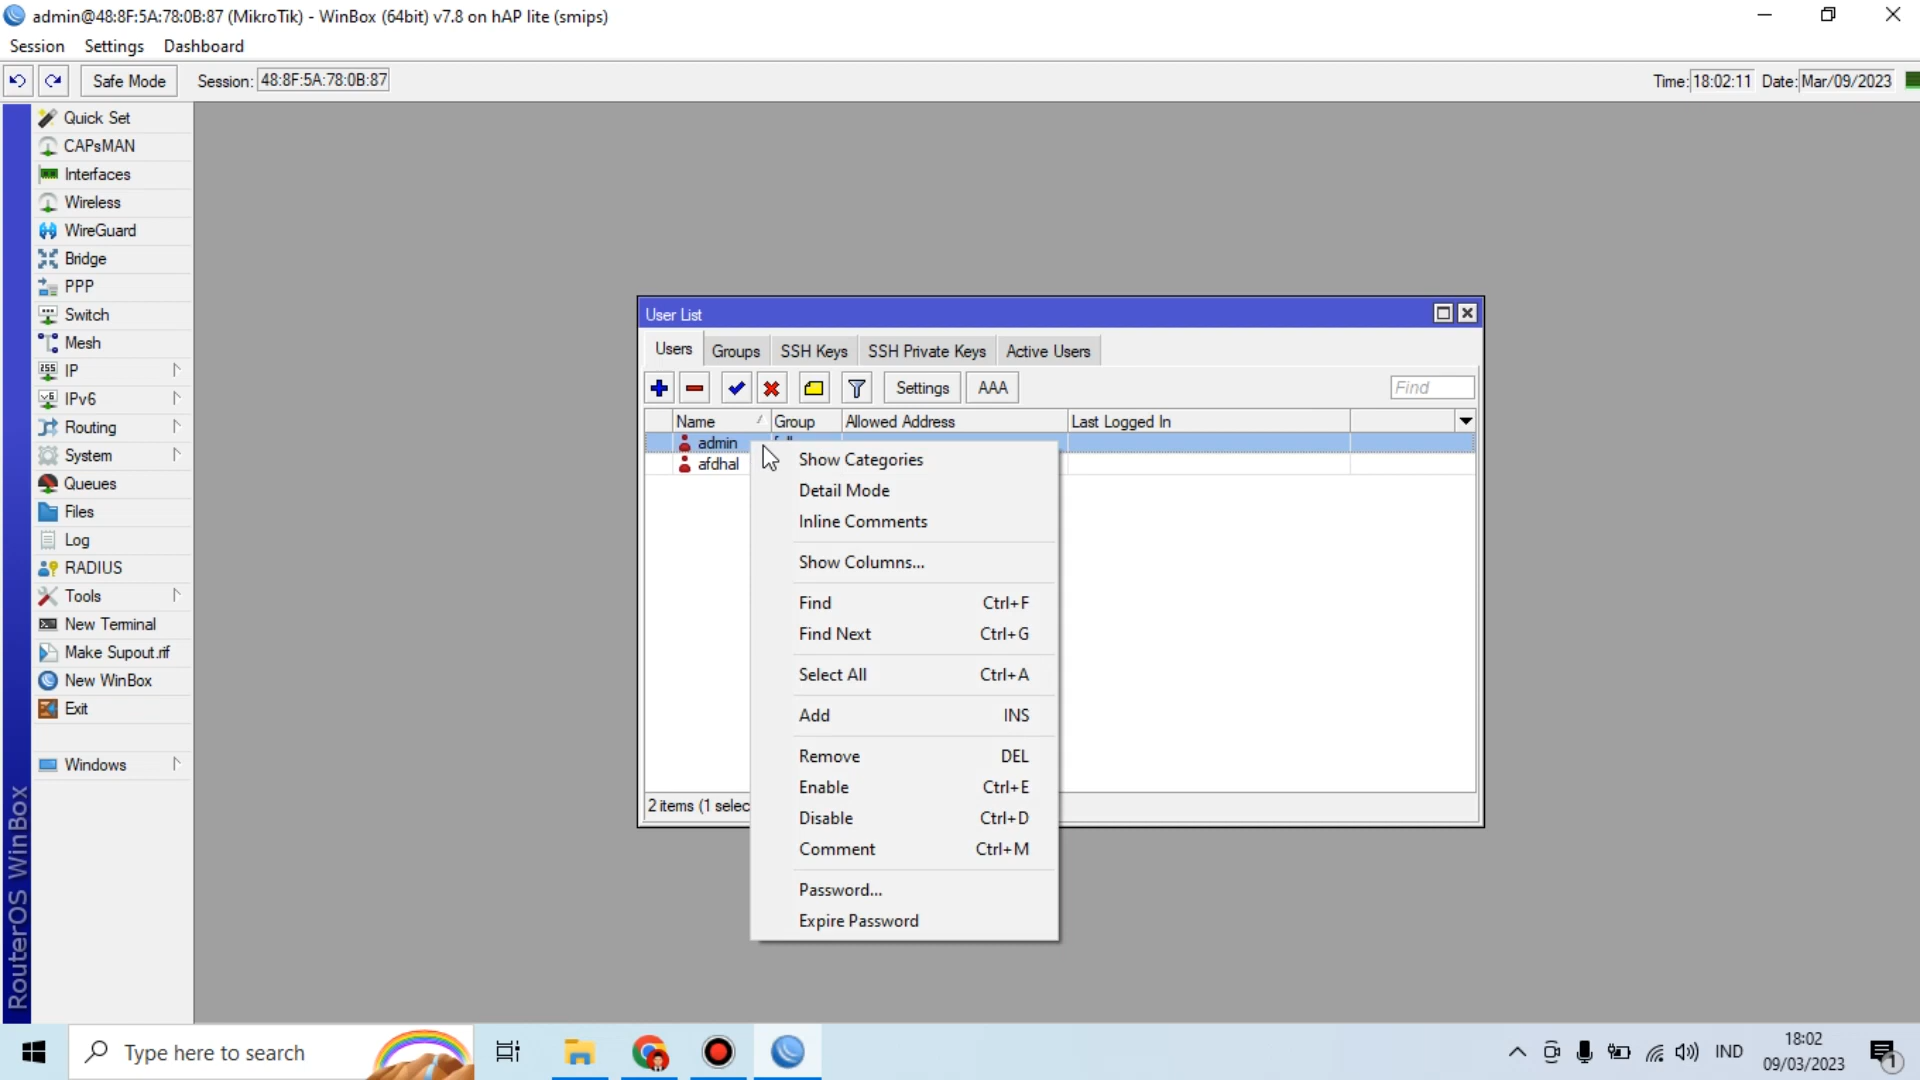 admin@48:8F:5A:78:0B:87 (MikroTik) - WinBox (64bit) v7.8 on hAP lite (smips)
Session Settings Dashboard
Safe Mode Session: 48:8F:5A:78:0B:87 Time: 18:02:11 Date: Mar/09/2023
Quick Set
CAPsMAN
Interfaces
Wireless
WireGuard
Bridge
PPP
Switch
Mesh
IP
IPv6
Routing
System
Queues
Files
Log
RADIUS
Tools
New Terminal
Make Supout.rif
New WinBox
Exit
Windows
RouterOS WinBox
User List
Users Groups SSH Keys SSH Private Keys Active Users
Settings AAA Find
Name Group Allowed Address Last Logged In
admin
afdhal
2 items (1 selec
Show Categories
Detail Mode
Inline Comments
Show Columns...
Find Ctrl+F
Find Next Ctrl+G
Select All Ctrl+A
Add INS
Remove DEL
Enable Ctrl+E
Disable Ctrl+D
Comment Ctrl+M
Password...
Expire Password
Type here to search
IND
18:02
09/03/2023
1